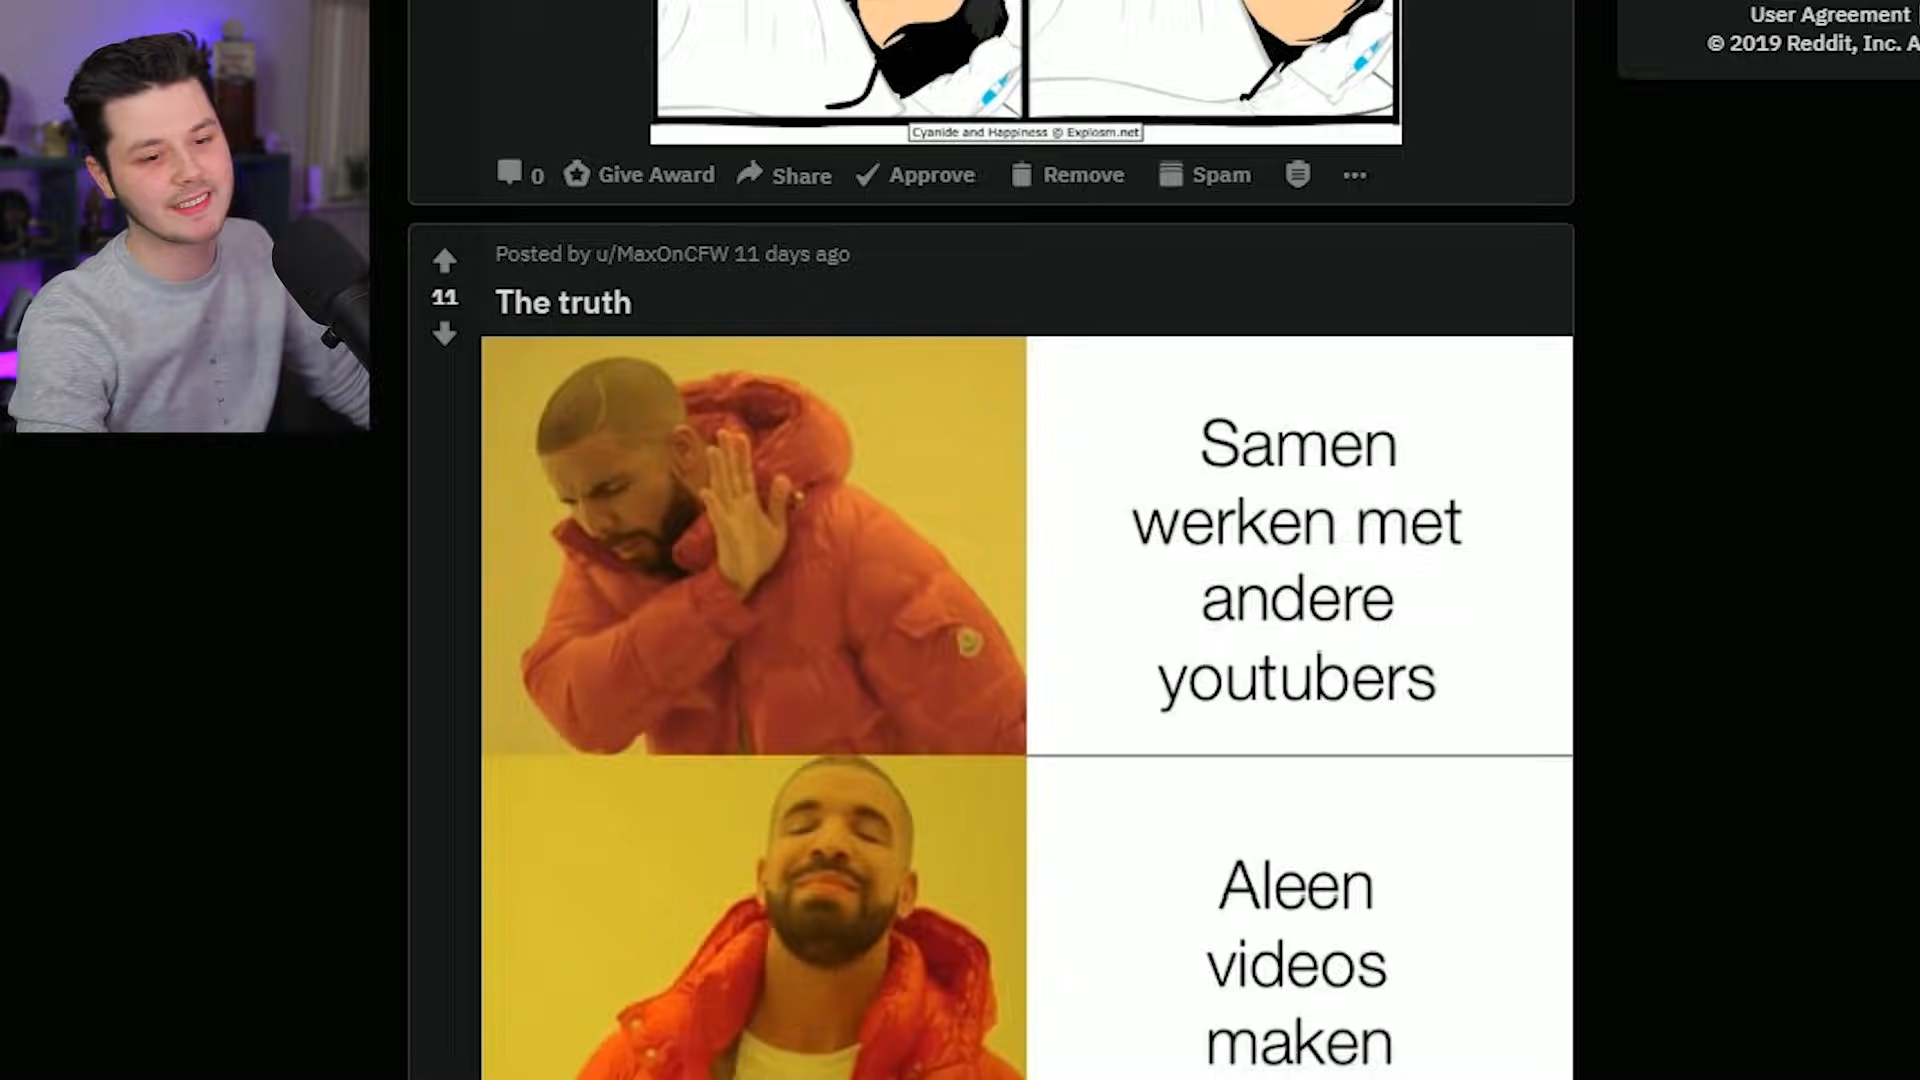 User Agreement
© 2019 Reddit, Inc. A
Cyanide and Happiness © Explosm.net
0 Give Award Share Approve Remove Spam
Posted by u/MaxOnCFW 11 days ago
11
The truth
Samen
werken met
andere
youtubers
Aleen
videos
maken